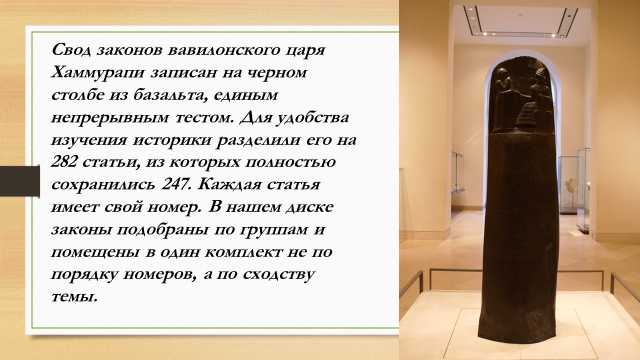 Свод законов вавилонского царя
Хаммурапи записан на черном
столбе из базальта, единым
непрерывным тестом. Для удобства
изучения историки разделили его на
282 статьи, из которых полностью
сохранились 247. Каждая статья
имеет свой номер. В нашем диске
законы подобраны по группам и
помещены в один комплект не по
порядку номеров, а по сходству
темы.